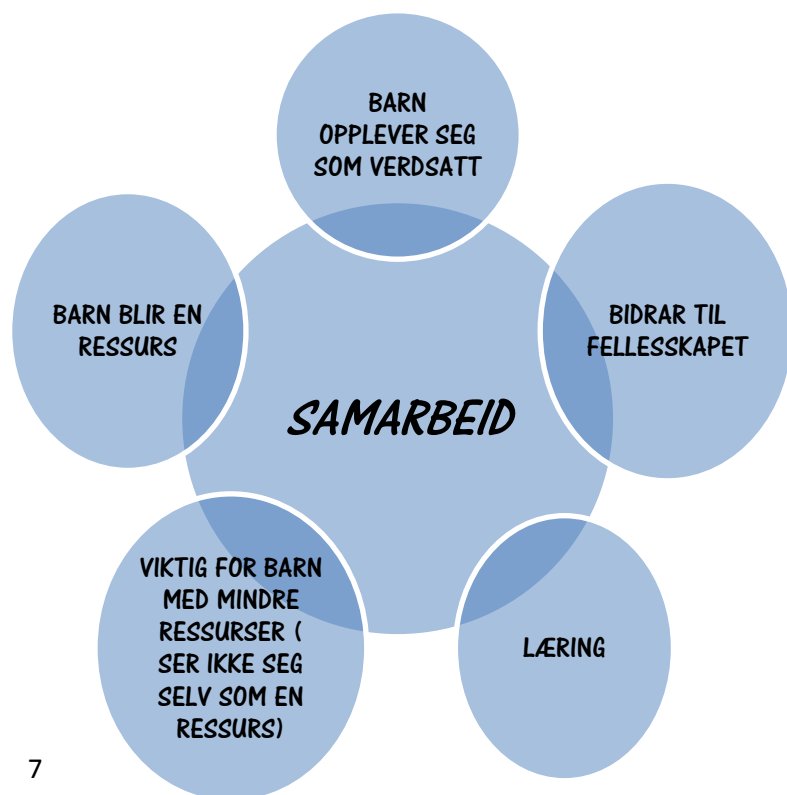 BARN
OPPLEVER SEG
SOM VERDSATT
BIDRAR TIL
FELLESSKAPET
LÆRING
VIKTIG FOR BARN
MED MINDRE
RESSURSER (
SER IKKE SEG
SELV SOM EN
RESSURS)
BARN BLIR EN
RESSURS
SAMARBEID
7